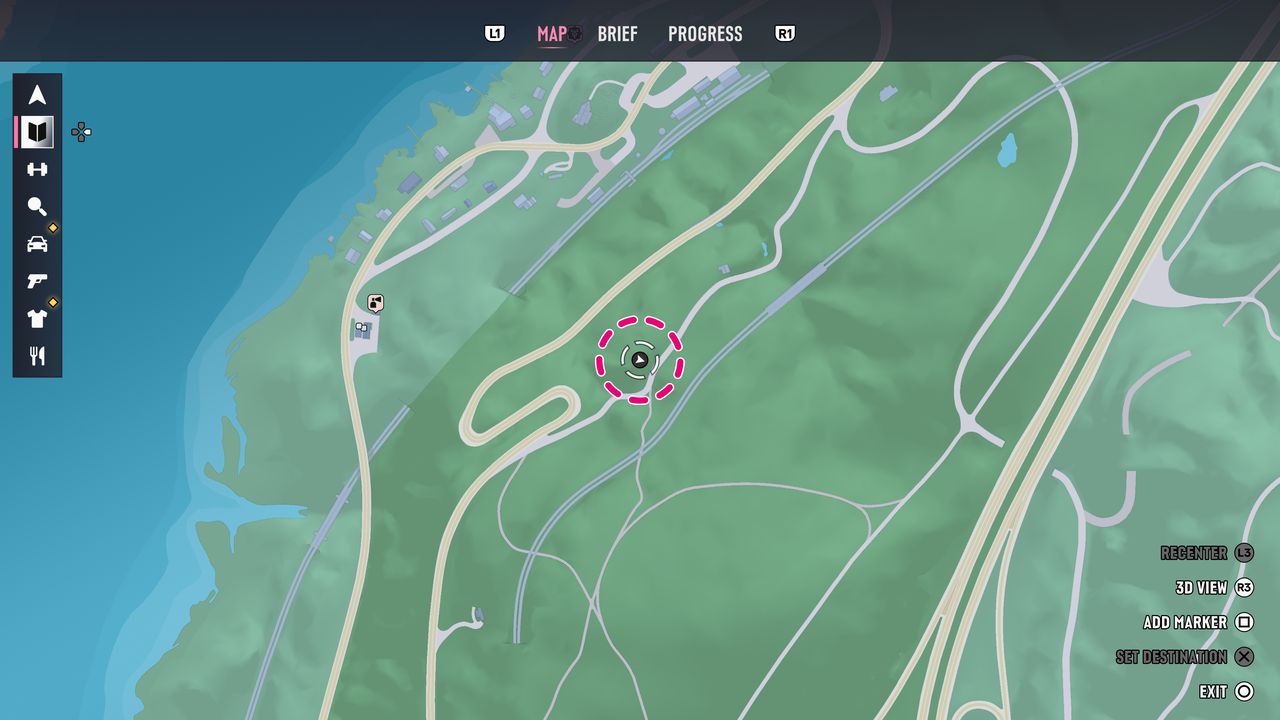 L1 MAP BRIEF PROGRESS R1
RECENTER L3
3D VIEW R3
ADD MARKER
SET DESTINATION
EXIT